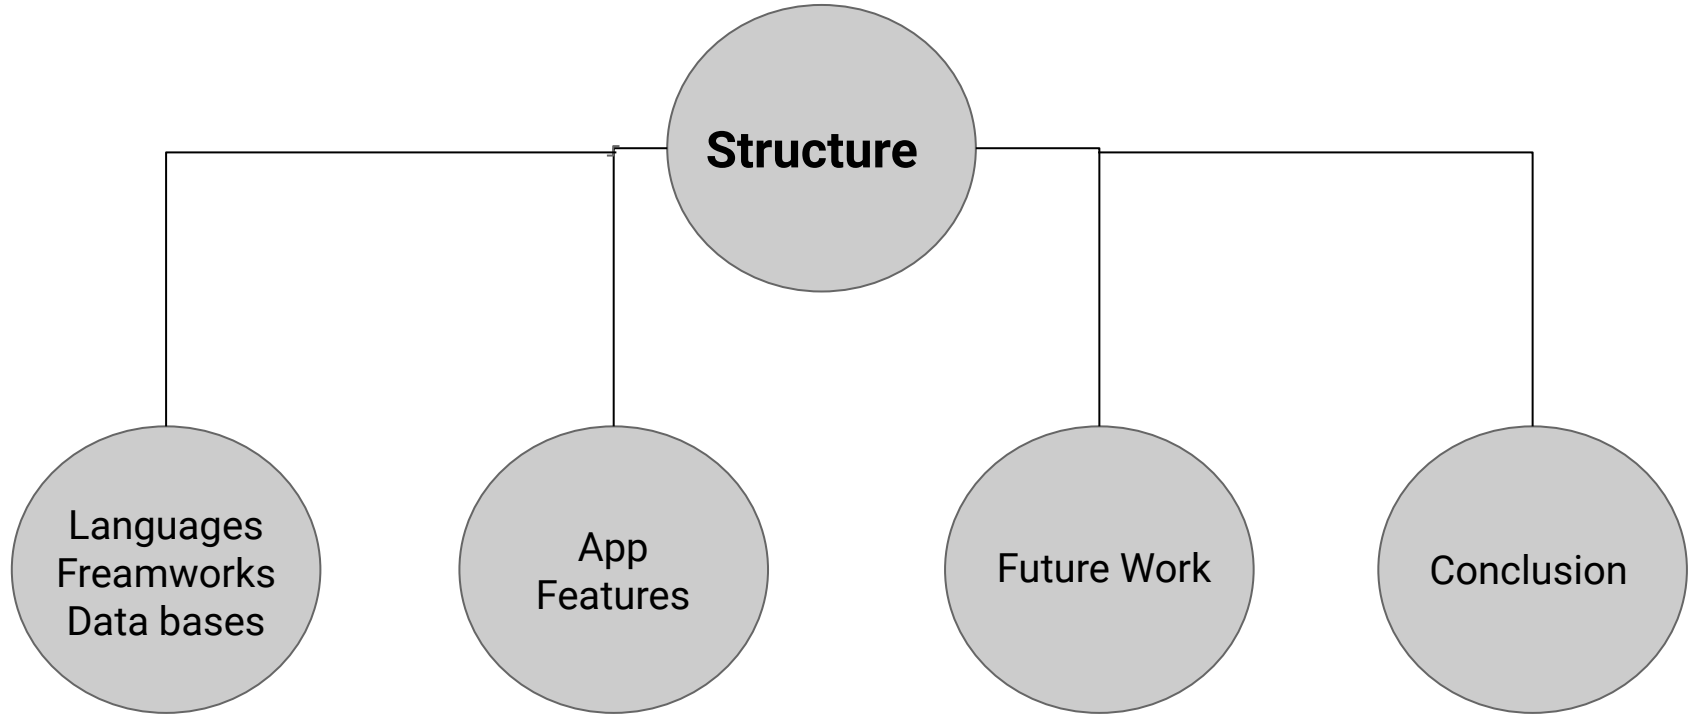 Structure
Languages
Freamworks
Data bases
App
Features
Future Work
Conclusion